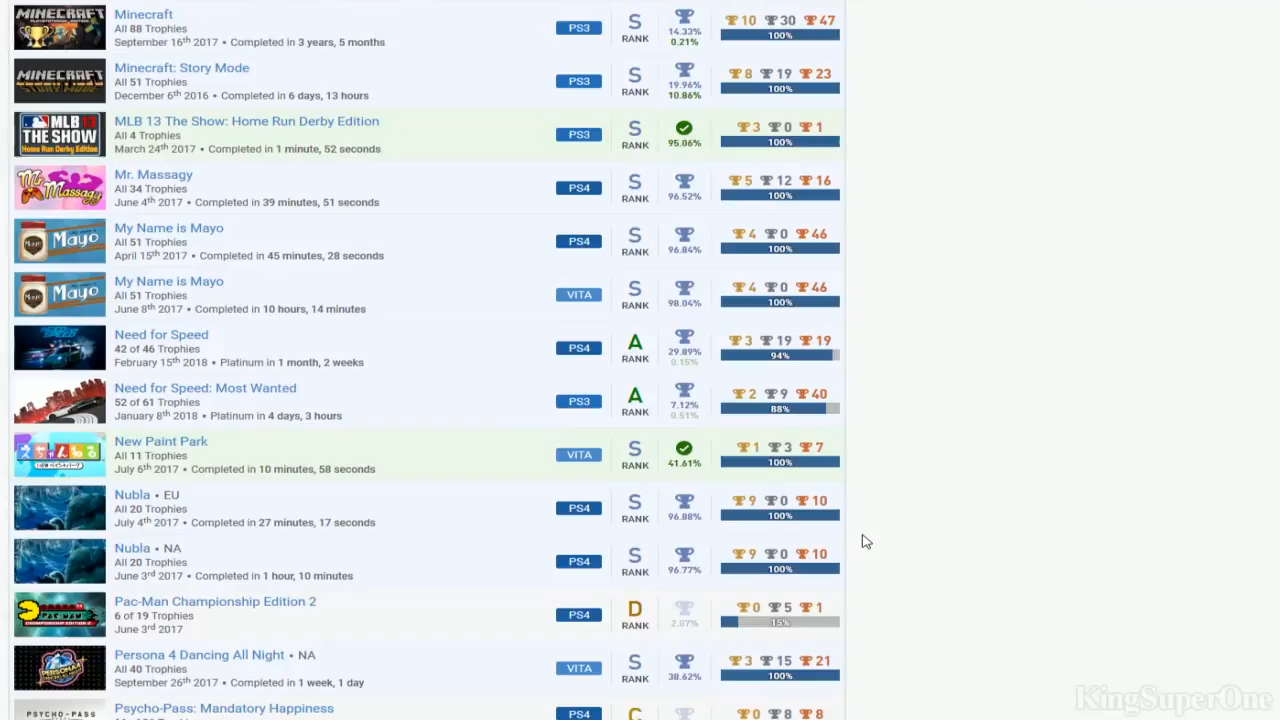 MINECRAFT
Minecraft
All 88 Trophies
September 16th 2017 • Completed in 3 years, 5 months
PS3
S
RANK
14.33%
0.21%
10 30 47
100%
MINECRAFT
Minecraft: Story Mode
All 51 Trophies
December 6th 2016 • Completed in 6 days, 13 hours
PS3
S
RANK
19.96%
10.86%
8 19 23
100%
MLB 13
THE SHOW
Home Run Derby Edition
MLB 13 The Show: Home Run Derby Edition
All 4 Trophies
March 24th 2017 • Completed in 1 minute, 52 seconds
PS3
S
RANK
95.06%
3 0 1
100%
Mr. Massagy
Mr. Massagy
All 34 Trophies
June 4th 2017 • Completed in 39 minutes, 51 seconds
PS4
S
RANK
96.52%
5 12 16
100%
Mayo
My Name is Mayo
All 51 Trophies
April 15th 2017 • Completed in 45 minutes, 28 seconds
PS4
S
RANK
96.84%
4 0 46
100%
Mayo
My Name is Mayo
All 51 Trophies
June 8th 2017 • Completed in 10 hours, 14 minutes
VITA
S
RANK
98.04%
4 0 46
100%
Need for Speed
42 of 46 Trophies
February 15th 2018 • Platinum in 1 month, 2 weeks
PS4
A
RANK
29.89%
0.15%
3 19 19
94%
Need for Speed: Most Wanted
52 of 61 Trophies
January 8th 2018 • Platinum in 4 days, 3 hours
PS3
A
RANK
7.12%
0.51%
2 9 40
88%
New Paint Park
All 11 Trophies
July 6th 2017 • Completed in 10 minutes, 58 seconds
VITA
S
RANK
41.61%
1 3 7
100%
Nubla • EU
All 20 Trophies
July 4th 2017 • Completed in 27 minutes, 17 seconds
PS4
S
RANK
96.88%
9 0 10
100%
Nubla • NA
All 20 Trophies
June 3rd 2017 • Completed in 1 hour, 10 minutes
PS4
S
RANK
96.77%
9 0 10
100%
PAC-MAN
Pac-Man Championship Edition 2
6 of 19 Trophies
June 3rd 2017
PS4
D
RANK
2.07%
0 5 1
15%
PERSONA4
Persona 4 Dancing All Night • NA
All 40 Trophies
September 26th 2017 • Completed in 1 week, 1 day
VITA
S
RANK
38.62%
3 15 21
100%
PSYCHO-PASS
Psycho-Pass: Mandatory Happiness
PS4
C
0 8 8
KingSuperOne